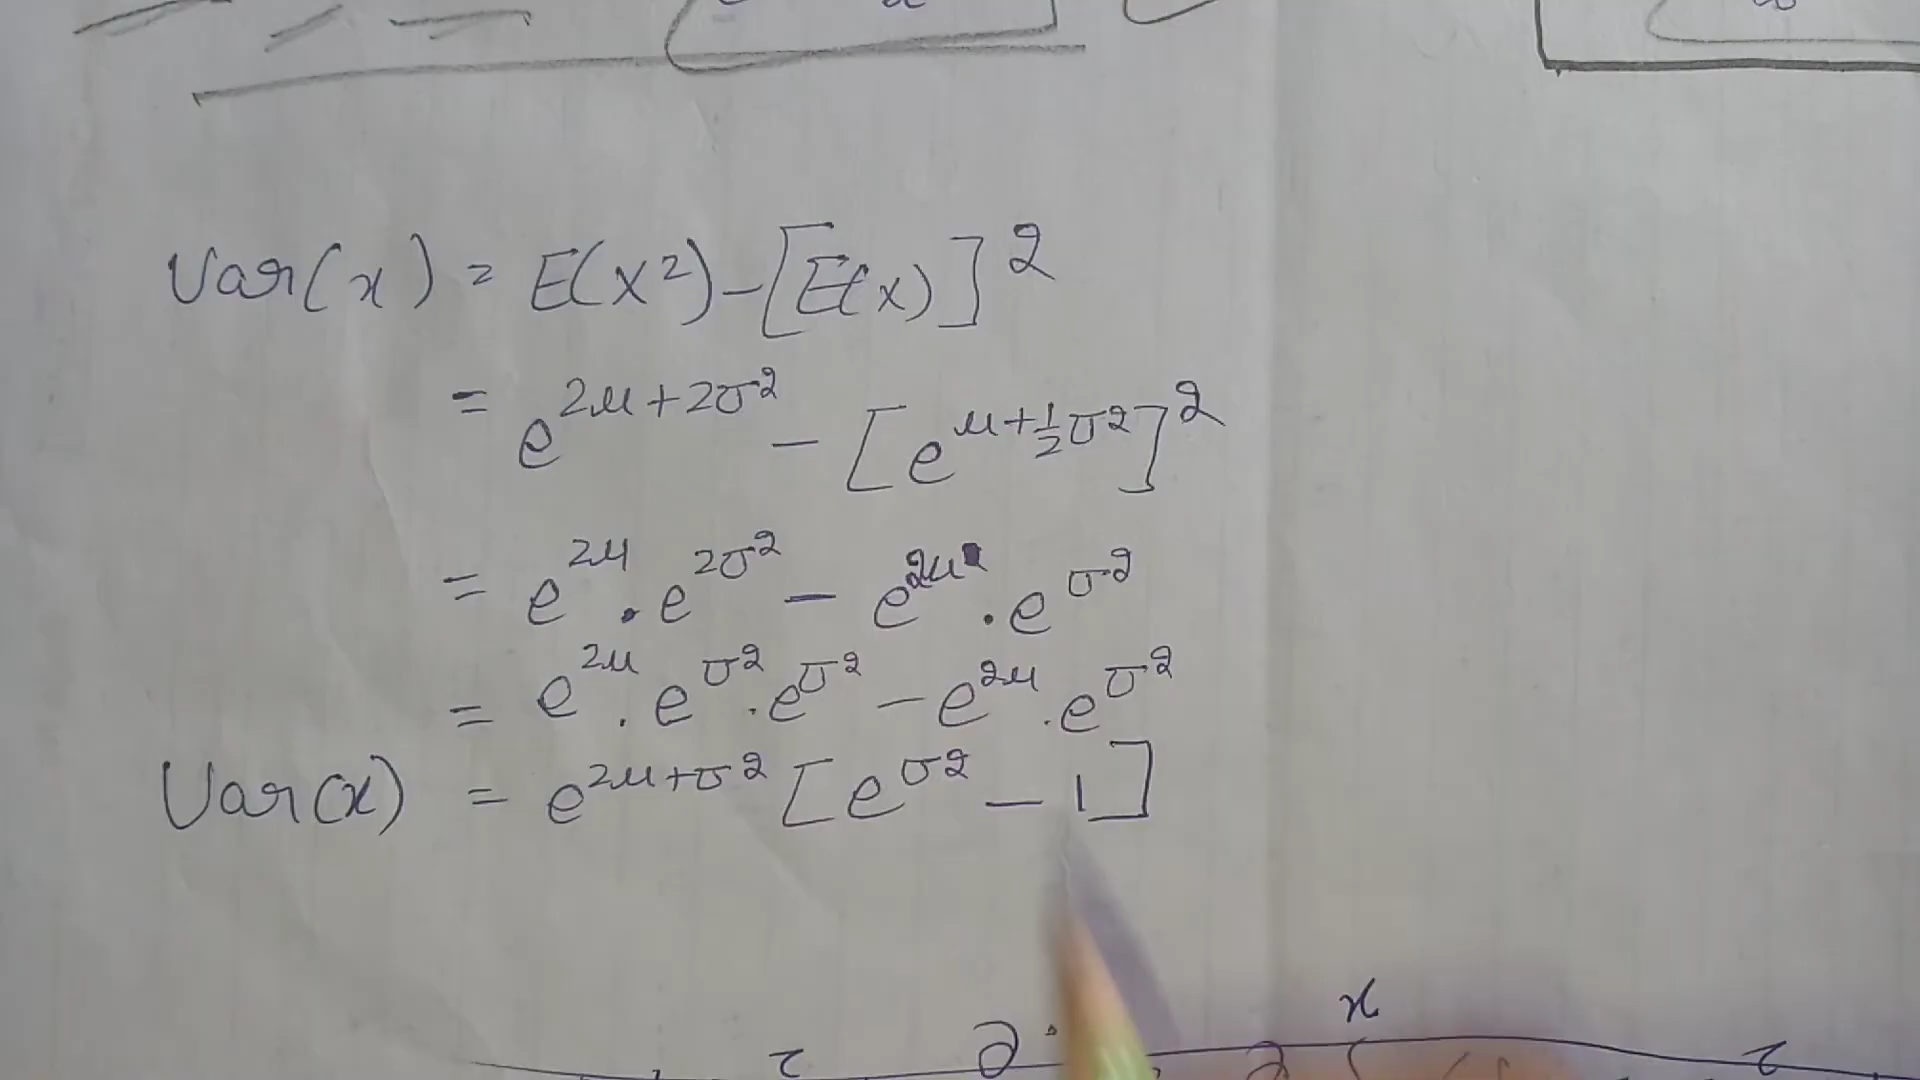 Var(x) = E(X²) - [E(x)]²
= e^{2μ+2σ²} - [e^{μ+½σ²}]²
= e^{2μ} . e^{2σ²} - e^{2μ} . e^{σ²}
= e^{2μ} . e^{σ²} . e^{σ²} - e^{2μ} . e^{σ²}
Var(x) = e^{2μ+σ²} [e^{σ²} - 1]
x